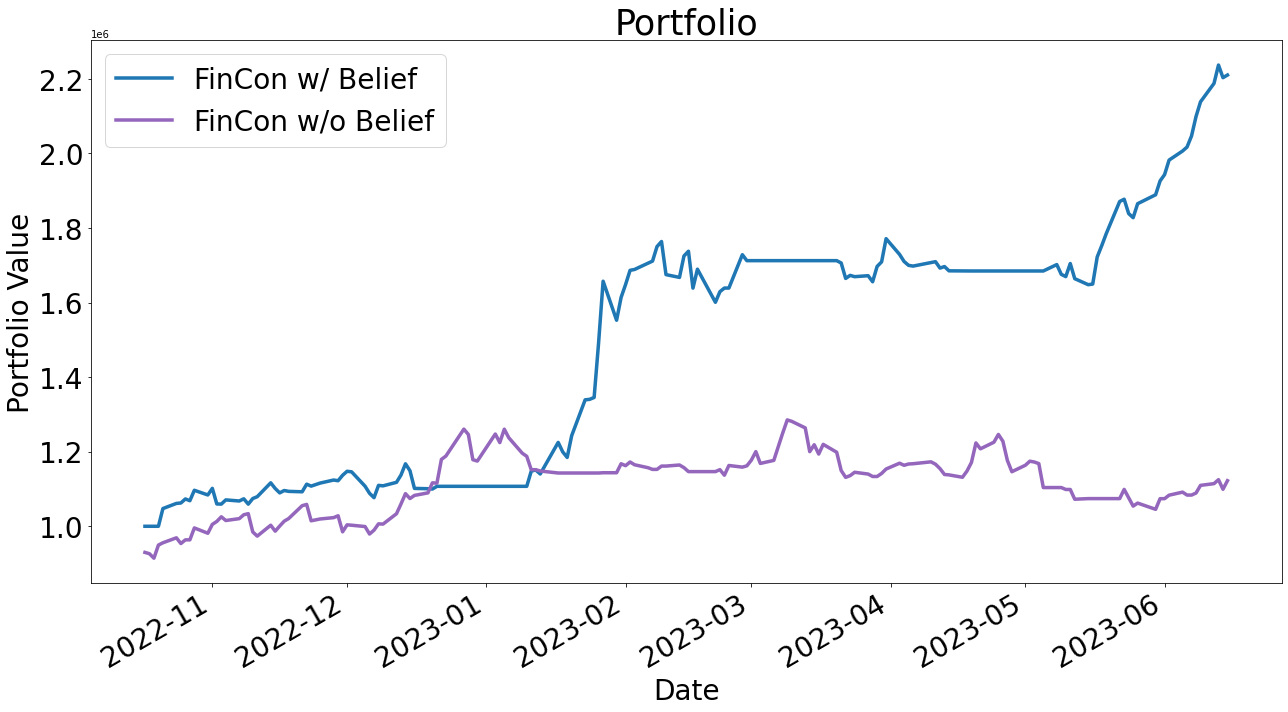 Portfolio
1e6
FinCon w/ Belief
FinCon w/o Belief
2.2
2.0
1.8
1.6
1.4
1.2
1.0
Portfolio Value
2022-11
2022-12
2023-01
2023-02
2023-03
2023-04
2023-05
2023-06
Date